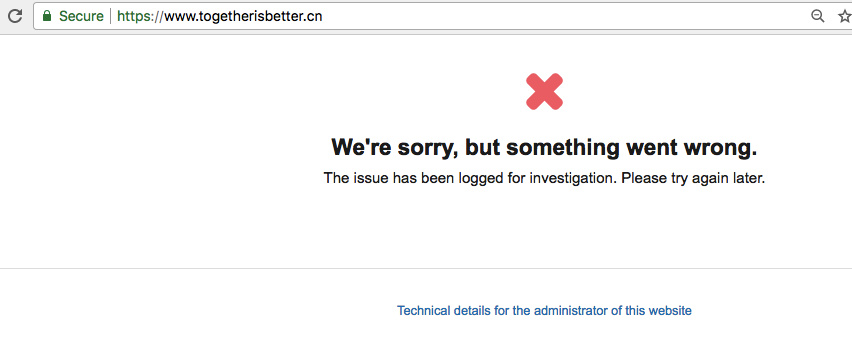 Secure https://www.togetherisbetter.cn
We're sorry, but something went wrong.
The issue has been logged for investigation. Please try again later.
Technical details for the administrator of this website